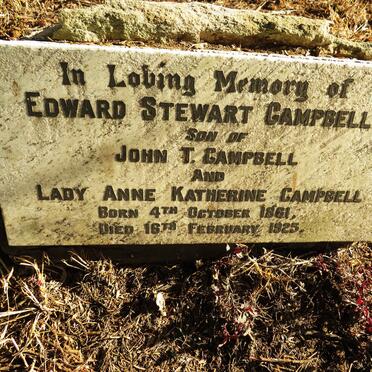 In Loving Memory of
EDWARD STEWART CAMPBELL
SON OF
JOHN T. CAMPBELL
AND
LADY ANNE KATHERINE CAMPBELL
BORN 4TH OCTOBER 1861,
DIED 16TH FEBRUARY 1925.